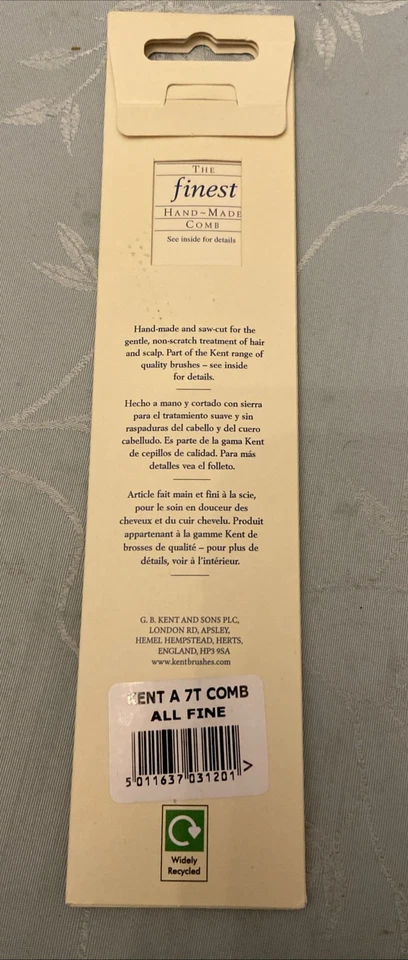 THE
finest
HAND~MADE
COMB
See inside for details
Hand-made and saw-cut for the
gentle, non-scratch treatment of hair
and scalp. Part of the Kent range of
quality brushes – see inside
for details.
Hecho a mano y cortado con sierra
para el tratamiento suave y sin
raspaduras del cabello y del cuero
cabelludo. Es parte de la gama Kent
de cepillos de calidad. Para más
detalles vea el folleto.
Article fait main et fini à la scie,
pour le soin en douceur des
cheveux et du cuir chevelu. Produit
appartenant à la gamme Kent de
brosses de qualité – pour plus de
détails, voir à l'intérieur.
G. B. KENT AND SONS PLC,
LONDON RD, APSLEY,
HEMEL HEMPSTEAD, HERTS,
ENGLAND, HP3 9SA
www.kentbrushes.com
KENT A 7T COMB
ALL FINE
5 011637 031201 >
Widely
Recycled